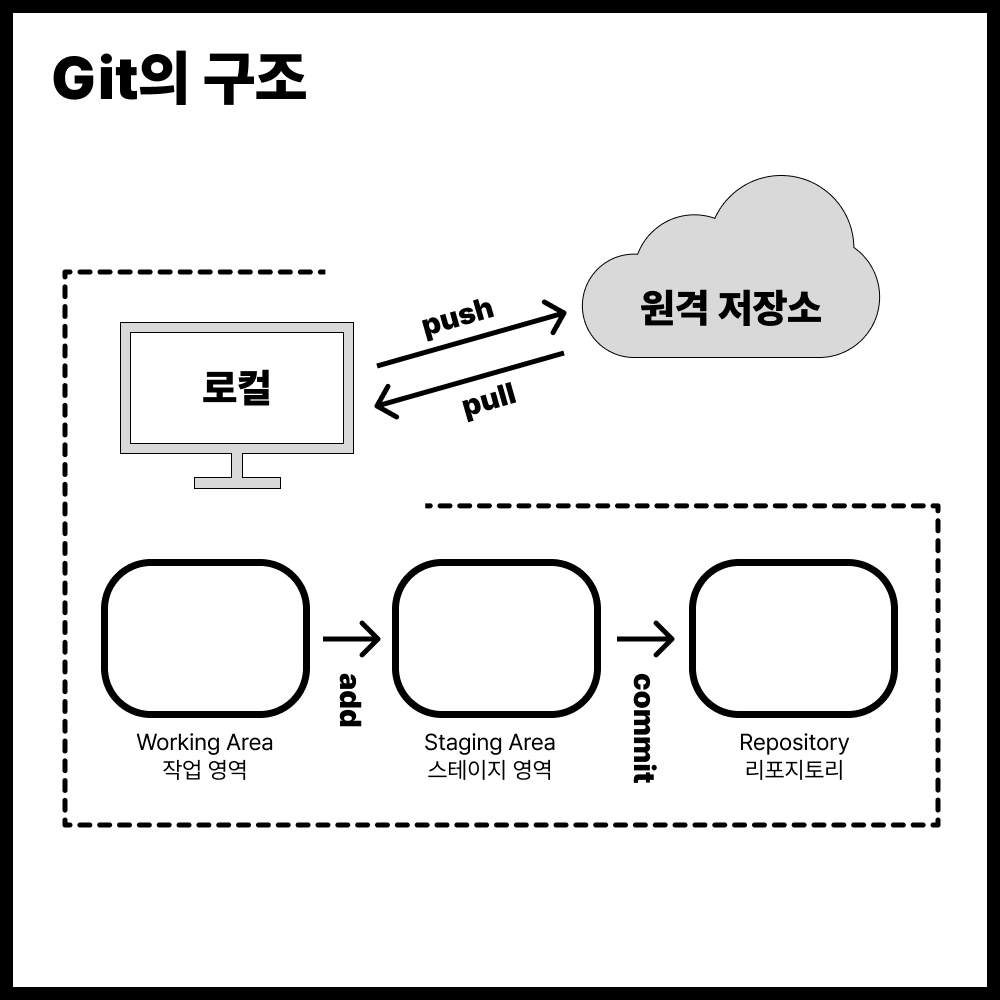 Git의 구조
원격 저장소
push
로컬
pull
add
commit
Working Area
작업 영역
Staging Area
스테이지 영역
Repository
리포지토리